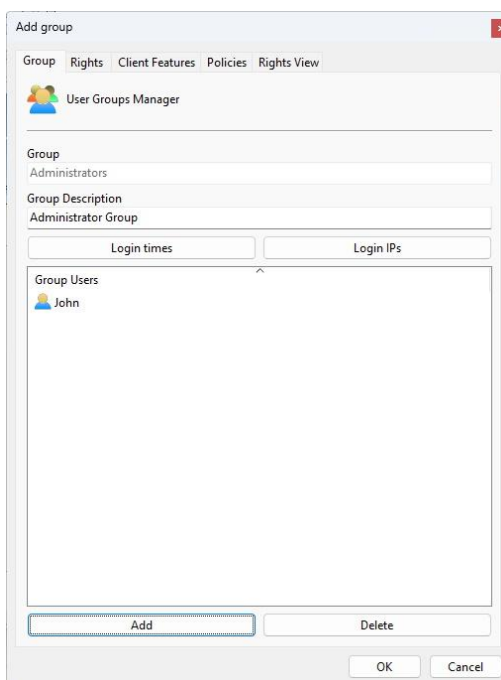 Add group
Group Rights Client Features Policies Rights View
User Groups Manager
Group
Administrators
Group Description
Administrator Group
Login times Login IPs
Group Users
John
Add Delete
OK Cancel